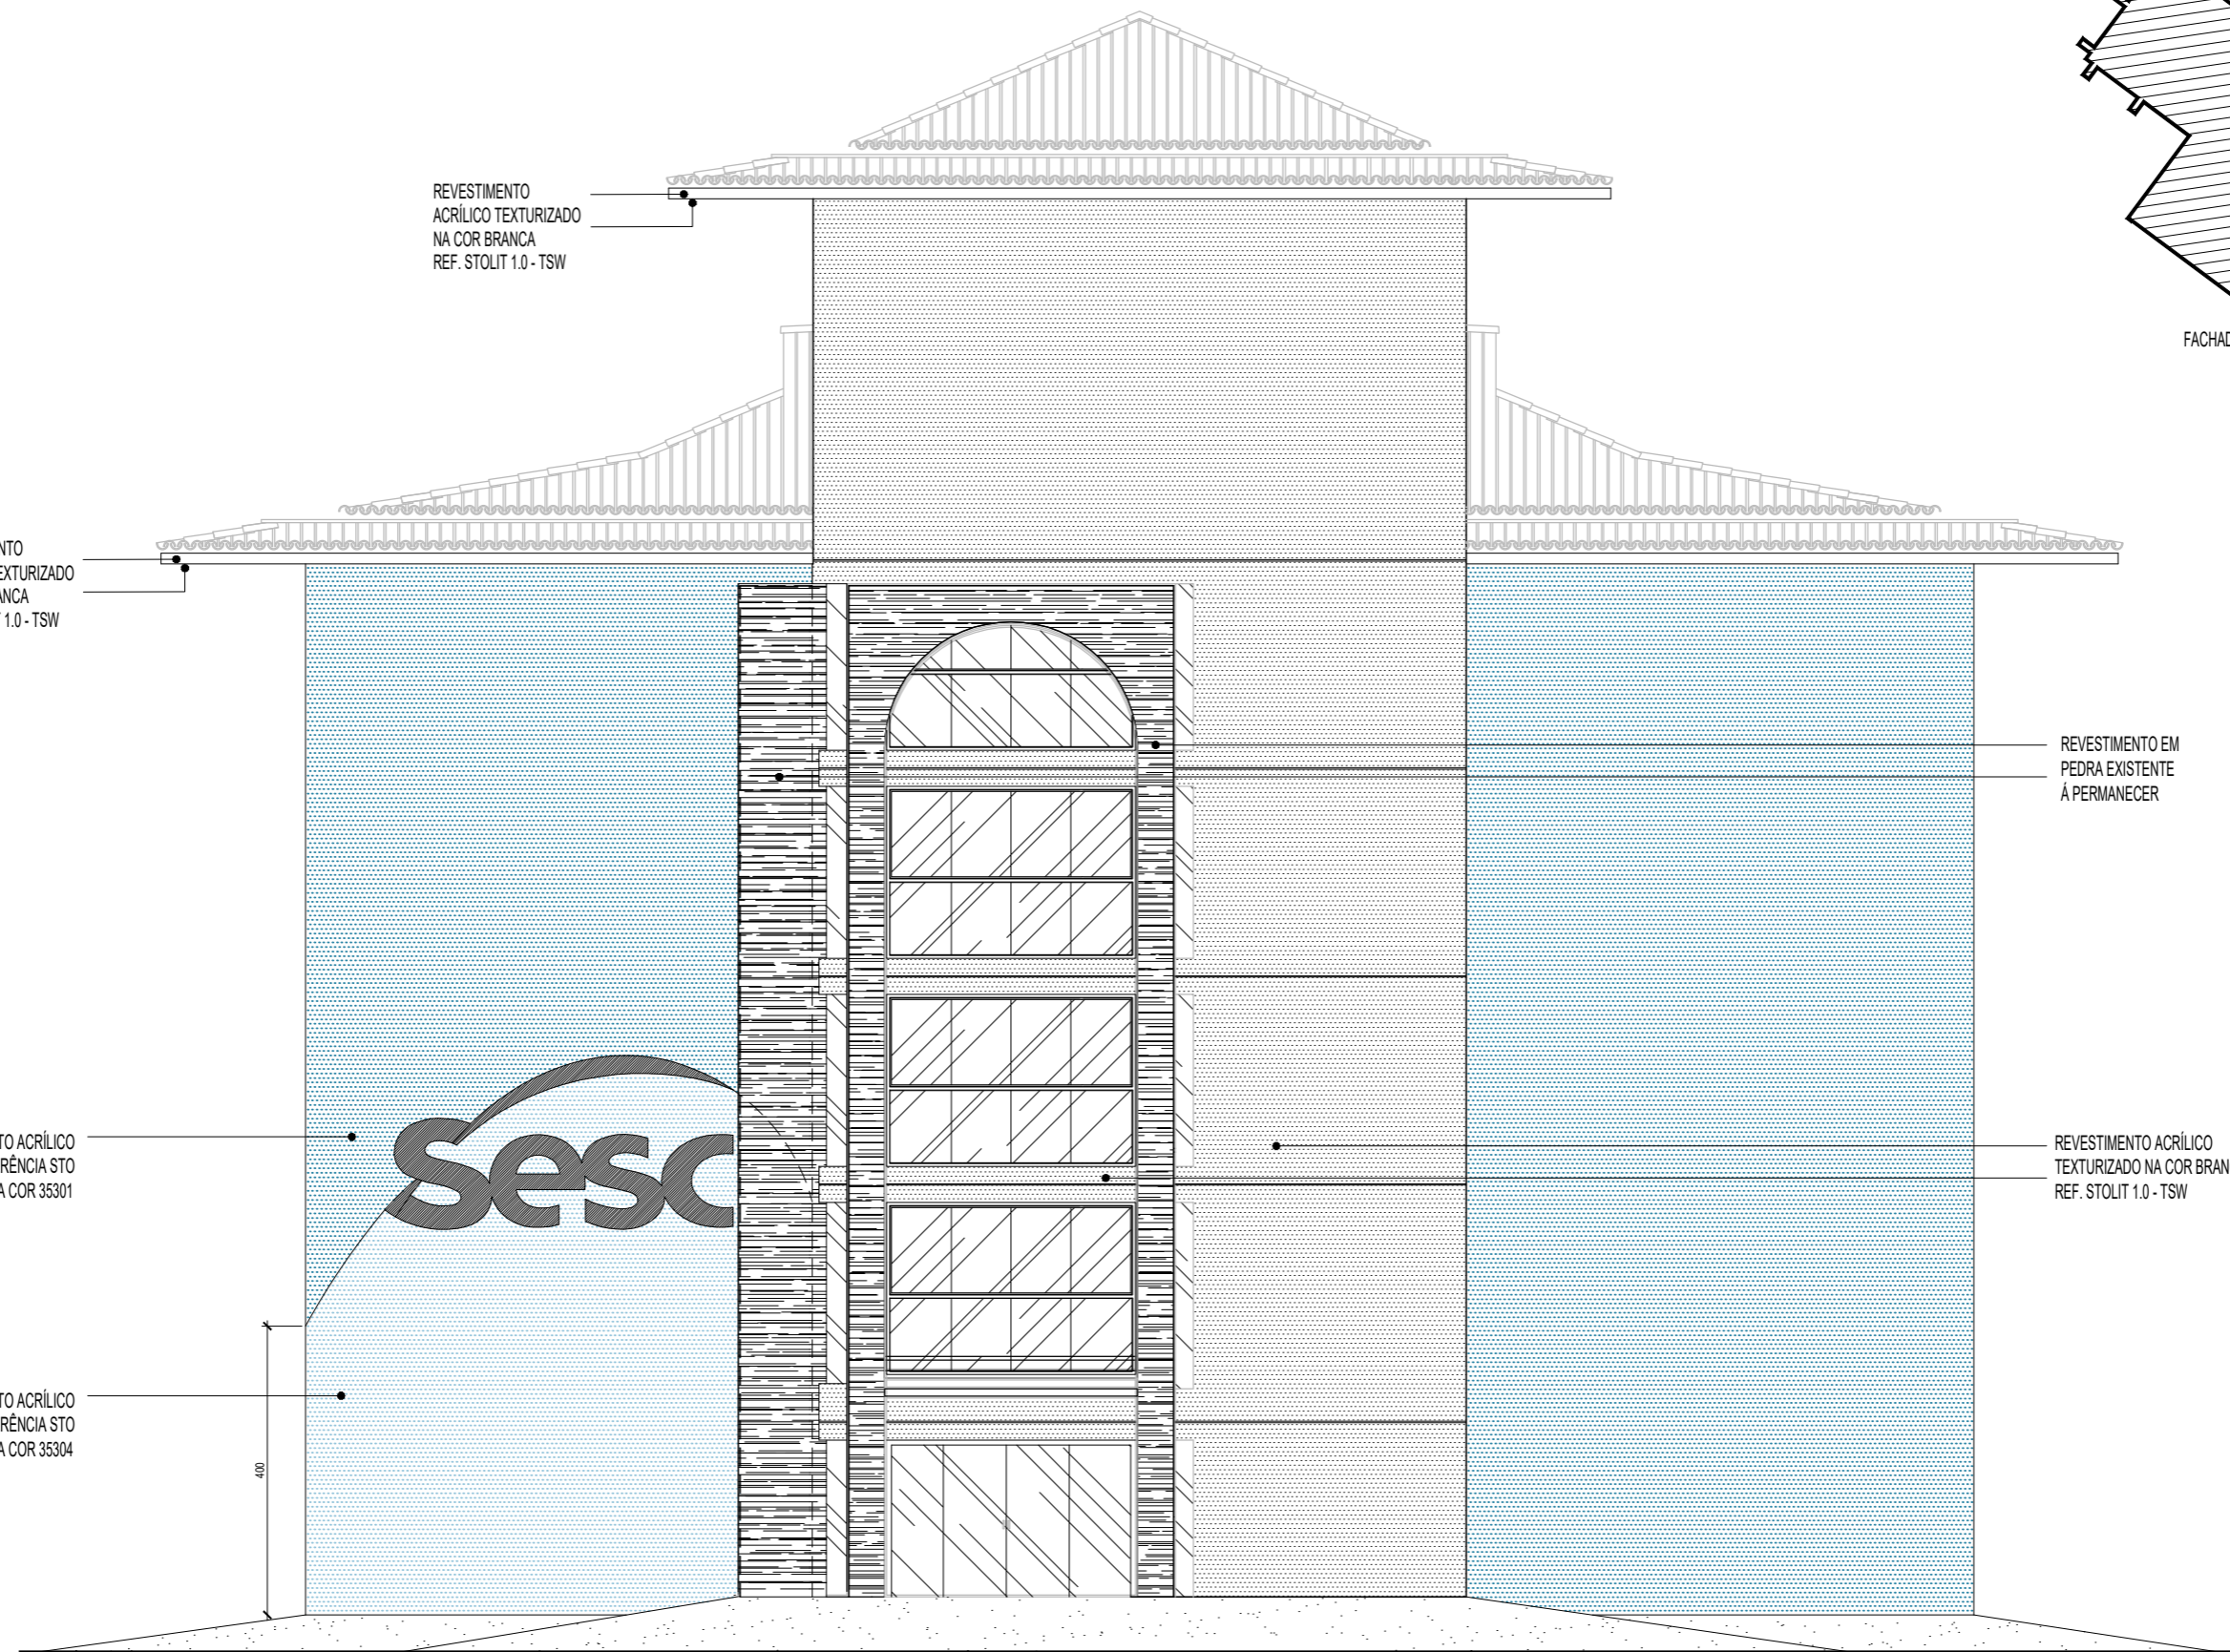 REVESTIMENTO
ACRÍLICO TEXTURIZADO
NA COR BRANCA
REF. STOLIT 1.0 - TSW
FACHAD
NTO
EXTURIZADO
ANCA
1.0 - TSW
REVESTIMENTO EM
PEDRA EXISTENTE
Á PERMANECER
sesc
TO ACRÍLICO
RÊNCIA STO
A COR 35301
REVESTIMENTO ACRÍLICO
TEXTURIZADO NA COR BRAN
REF. STOLIT 1.0 - TSW
TO ACRÍLICO
RÊNCIA STO
A COR 35304
400